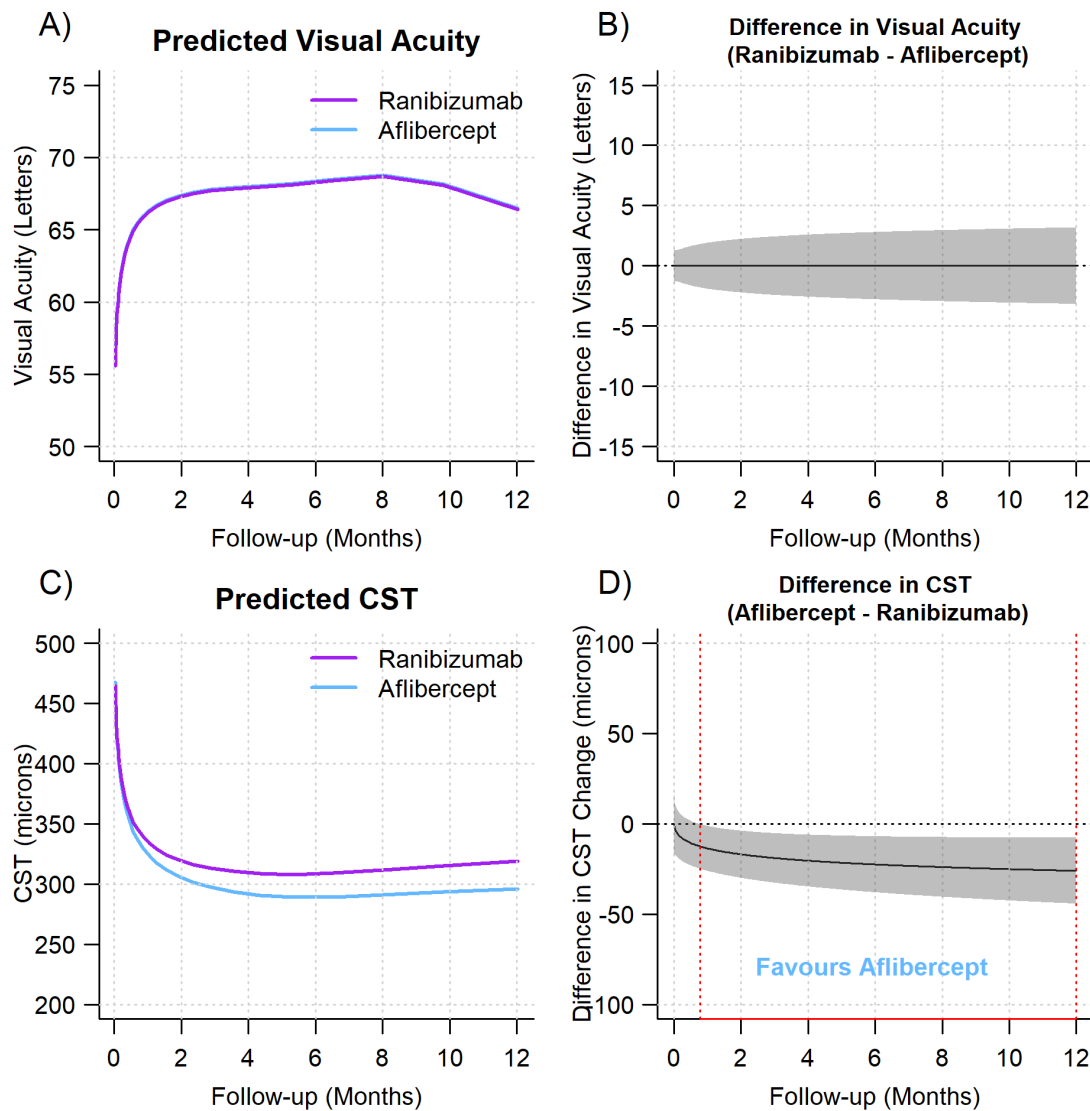 A)
Predicted Visual Acuity
Ranibizumab
Aflibercept
Visual Acuity (Letters)
75
70
65
60
55
50
0 2 4 6 8 10 12
Follow-up (Months)
B)
Difference in Visual Acuity
(Ranibizumab - Aflibercept)
Difference in Visual Acuity (Letters)
15
10
5
0
-5
-10
-15
0 2 4 6 8 10 12
Follow-up (Months)
C)
Predicted CST
Ranibizumab
Aflibercept
CST (microns)
500
450
400
350
300
250
200
0 2 4 6 8 10 12
Follow-up (Months)
D)
Difference in CST
(Aflibercept - Ranibizumab)
Difference in CST Change (microns)
100
50
0
-50
-100
Favours Aflibercept
0 2 4 6 8 10 12
Follow-up (Months)